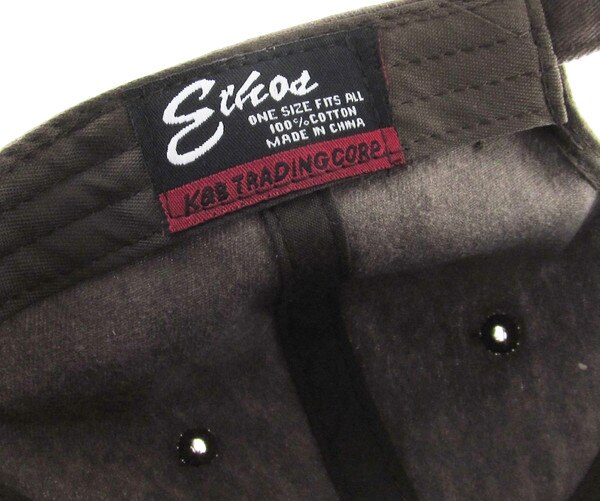 Ethos
ONE SIZE FITS ALL
100% COTTON
MADE IN CHINA
K&B TRADING CORP